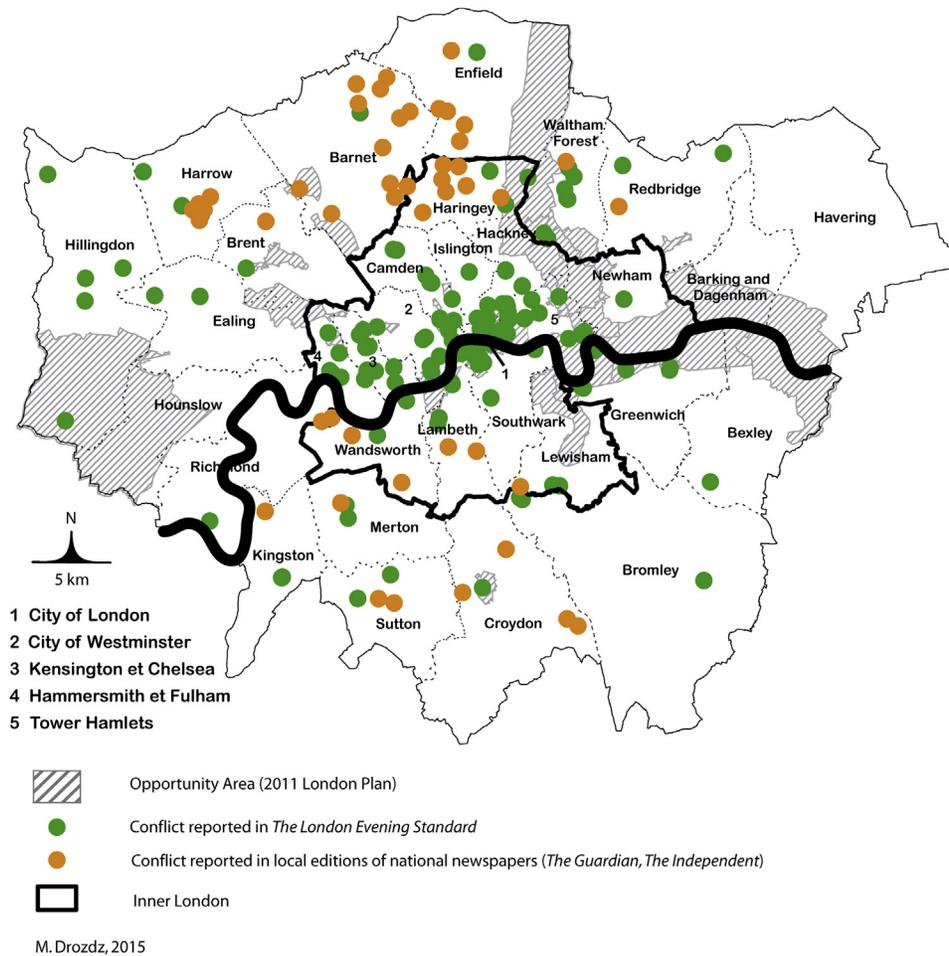 Enfield
Waltham
Forest
Barnet
Harrow
Redbridge
Haringey
Havering
Hackney
Hillingdon
Brent
Islington
Camden
Newham
Barking and
Dagenham
2
5
Ealing
4
3
1
Hounslow
Greenwich
Southwark
Lambeth
Bexley
Wandsworth
Lewisham
Richmond
N
Merton
Kingston
5 km
Bromley
Sutton
Croydon
1 City of London
2 City of Westminster
3 Kensington et Chelsea
4 Hammersmith et Fulham
5 Tower Hamlets
Opportunity Area (2011 London Plan)
Conflict reported in The London Evening Standard
Conflict reported in local editions of national newspapers (The Guardian, The Independent)
Inner London
M. Drozdz, 2015